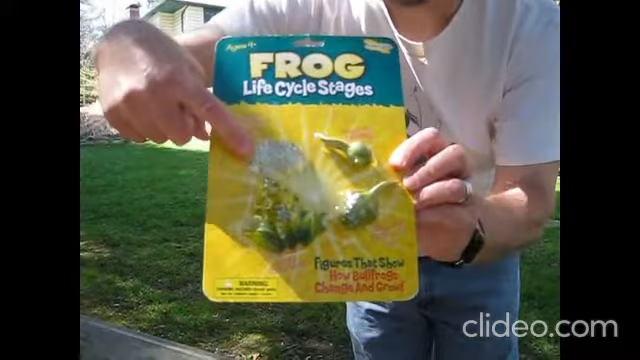 Ages 4+
FROG
Life Cycle Stages
Figures That Show
How Bullfrogs
Change And Grow!
WARNING:
clideo.com